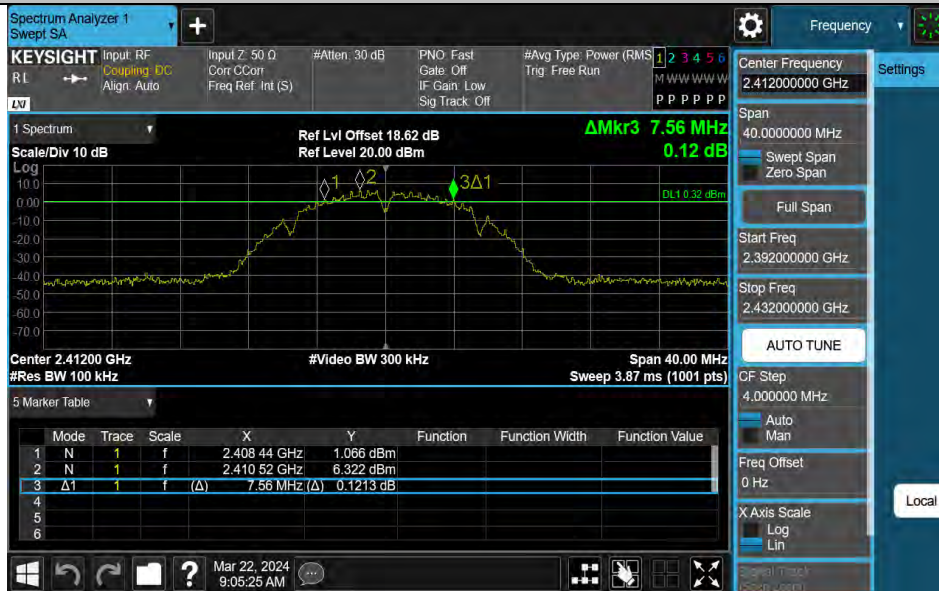 Spectrum Analyzer 1
Swept SA
+
Frequency
KEYSIGHT
RL
LXI
Input: RF
Coupling: DC
Align: Auto
Input Z: 50 Ω
Corr CCorr
Freq Ref: Int (S)
#Atten: 30 dB
PNO: Fast
Gate: Off
IF Gain: Low
Sig Track: Off
#Avg Type: Power (RMS
Trig: Free Run
1 2 3 4 5 6
M W W W W W
P P P P P P
1 Spectrum
Scale/Div 10 dB
Ref Lvl Offset 18.62 dB
Ref Level 20.00 dBm
ΔMkr3 7.56 MHz
0.12 dB
Log
10.0
0.00
-10.0
-20.0
-30.0
-40.0
-50.0
-60.0
-70.0
1
2
3Δ1
DL1 0.32 dBm
Center 2.41200 GHz
#Video BW 300 kHz
Span 40.00 MHz
#Res BW 100 kHz
Sweep 3.87 ms (1001 pts)
5 Marker Table
Mode Trace Scale X Y Function Function Width Function Value
1 N 1 f 2.408 44 GHz 1.066 dBm
2 N 1 f 2.410 52 GHz 6.322 dBm
3 Δ1 1 f (Δ) 7.56 MHz (Δ) 0.1213 dB
4
5
6
?
Mar 22, 2024
9:05:25 AM
Center Frequency
2.412000000 GHz
Span
40.0000000 MHz
Swept Span
Zero Span
Full Span
Start Freq
2.392000000 GHz
Stop Freq
2.432000000 GHz
AUTO TUNE
CF Step
4.000000 MHz
Auto
Man
Freq Offset
0 Hz
X Axis Scale
Log
Lin
Signal Track
(Span Zoom)
Settings
Local